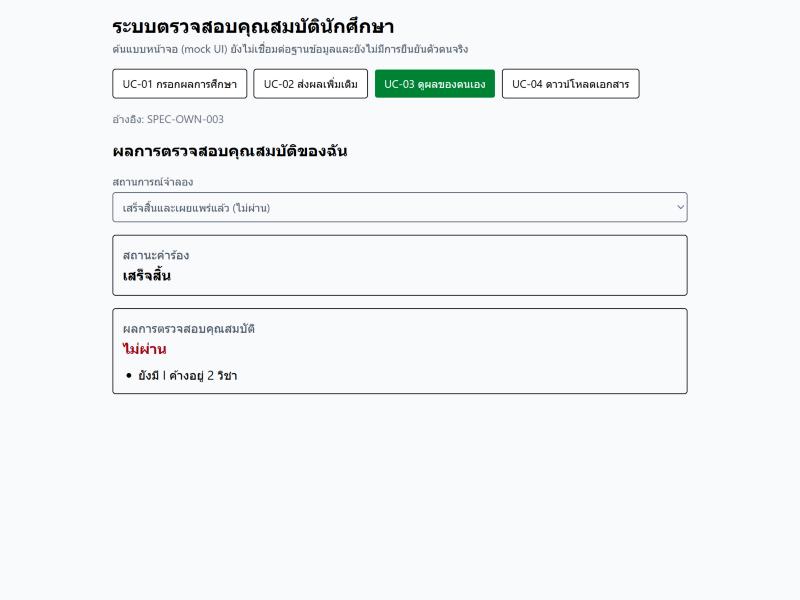 ระบบตรวจสอบคุณสมบัตินักศึกษา
ต้นแบบหน้าจอ (mock UI) ยังไม่เชื่อมต่อฐานข้อมูลและยังไม่มีการยืนยันตัวตนจริง
UC-01 กรอกผลการศึกษา
UC-02 ส่งผลเพิ่มเติม
UC-03 ดูผลของตนเอง
UC-04 ดาวน์โหลดเอกสาร
อ้างอิง: SPEC-OWN-003
ผลการตรวจสอบคุณสมบัติของฉัน
สถานการณ์จำลอง
เสร็จสิ้นและเผยแพร่แล้ว (ไม่ผ่าน)
สถานะคำร้อง
เสร็จสิ้น
ผลการตรวจสอบคุณสมบัติ
ไม่ผ่าน
ยังมี I ค้างอยู่ 2 วิชา